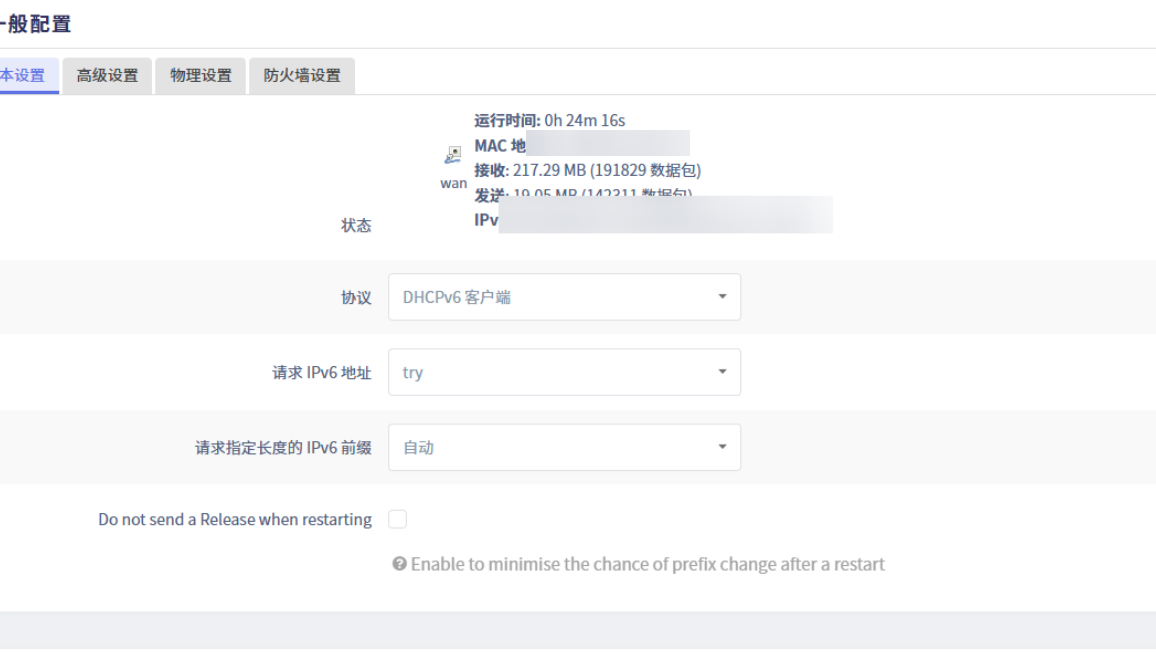 般配置
本设置
高级设置
物理设置
防火墙设置
运行时间: 0h 24m 16s
MAC 地
接收: 217.29 MB (191829 数据包)
wan
发送: 19.05 MB (142311 数据包)
IPv
状态
协议
DHCPv6 客户端
请求 IPv6 地址
try
请求指定长度的 IPv6 前缀
自动
Do not send a Release when restarting
Enable to minimise the chance of prefix change after a restart